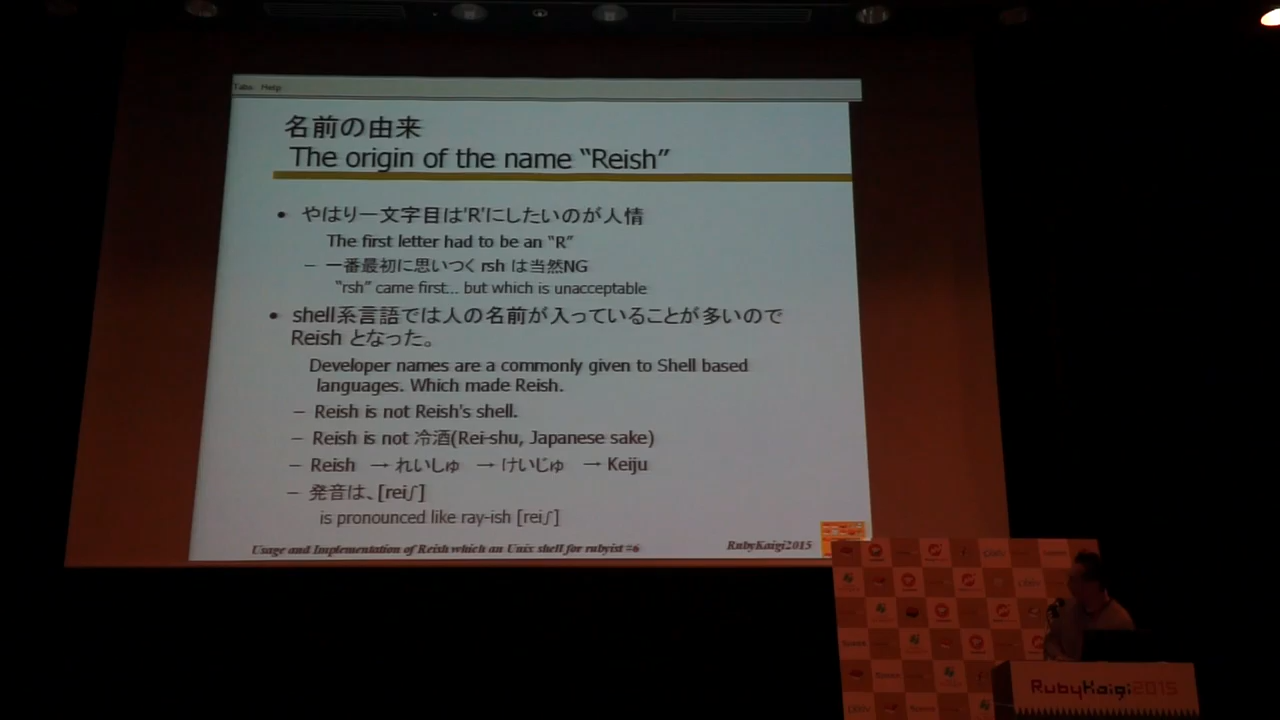 Tabs Help
名前の由来
The origin of the name “Reish”
• やはり一文字目は'R'にしたいのが人情
The first letter had to be an “R”
– 一番最初に思いつく rsh は当然NG
“rsh” came first... but which is unacceptable
• shell系言語では人の名前が入っていることが多いので
Reish となった。
Developer names are a commonly given to Shell based
languages. Which made Reish.
– Reish is not Reish's shell.
– Reish is not 冷酒(Rei-shu, Japanese sake)
– Reish → れいしゅ → けいじゅ → Keiju
– 発音は、[rei∫]
is pronounced like ray-ish [rei∫]
Usage and Implementation of Reish which an Unix shell for rubyist #6
RubyKaigi2015
RubyKaigi2015